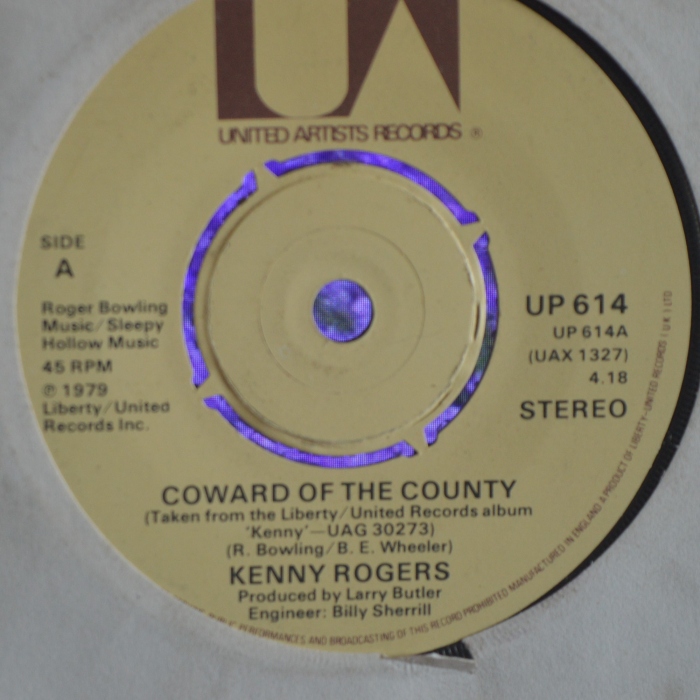 UA
UNITED ARTISTS RECORDS ®
SIDE
A
Roger Bowling
Music/Sleepy
Hollow Music
45 RPM
℗ 1979
Liberty/United
Records Inc.
UP 614
UP 614A
(UAX 1327)
4.18
STEREO
COWARD OF THE COUNTY
(Taken from the Liberty/United Records album
'Kenny'—UAG 30273)
(R. Bowling/B. E. Wheeler)
KENNY ROGERS
Produced by Larry Butler
Engineer: Billy Sherrill
PUBLIC PERFORMANCES AND BROADCASTING OF THIS RECORD PROHIBITED MANUFACTURED IN ENGLAND A PRODUCT OF LIBERTY-UNITED RECORDS (UK) LTD